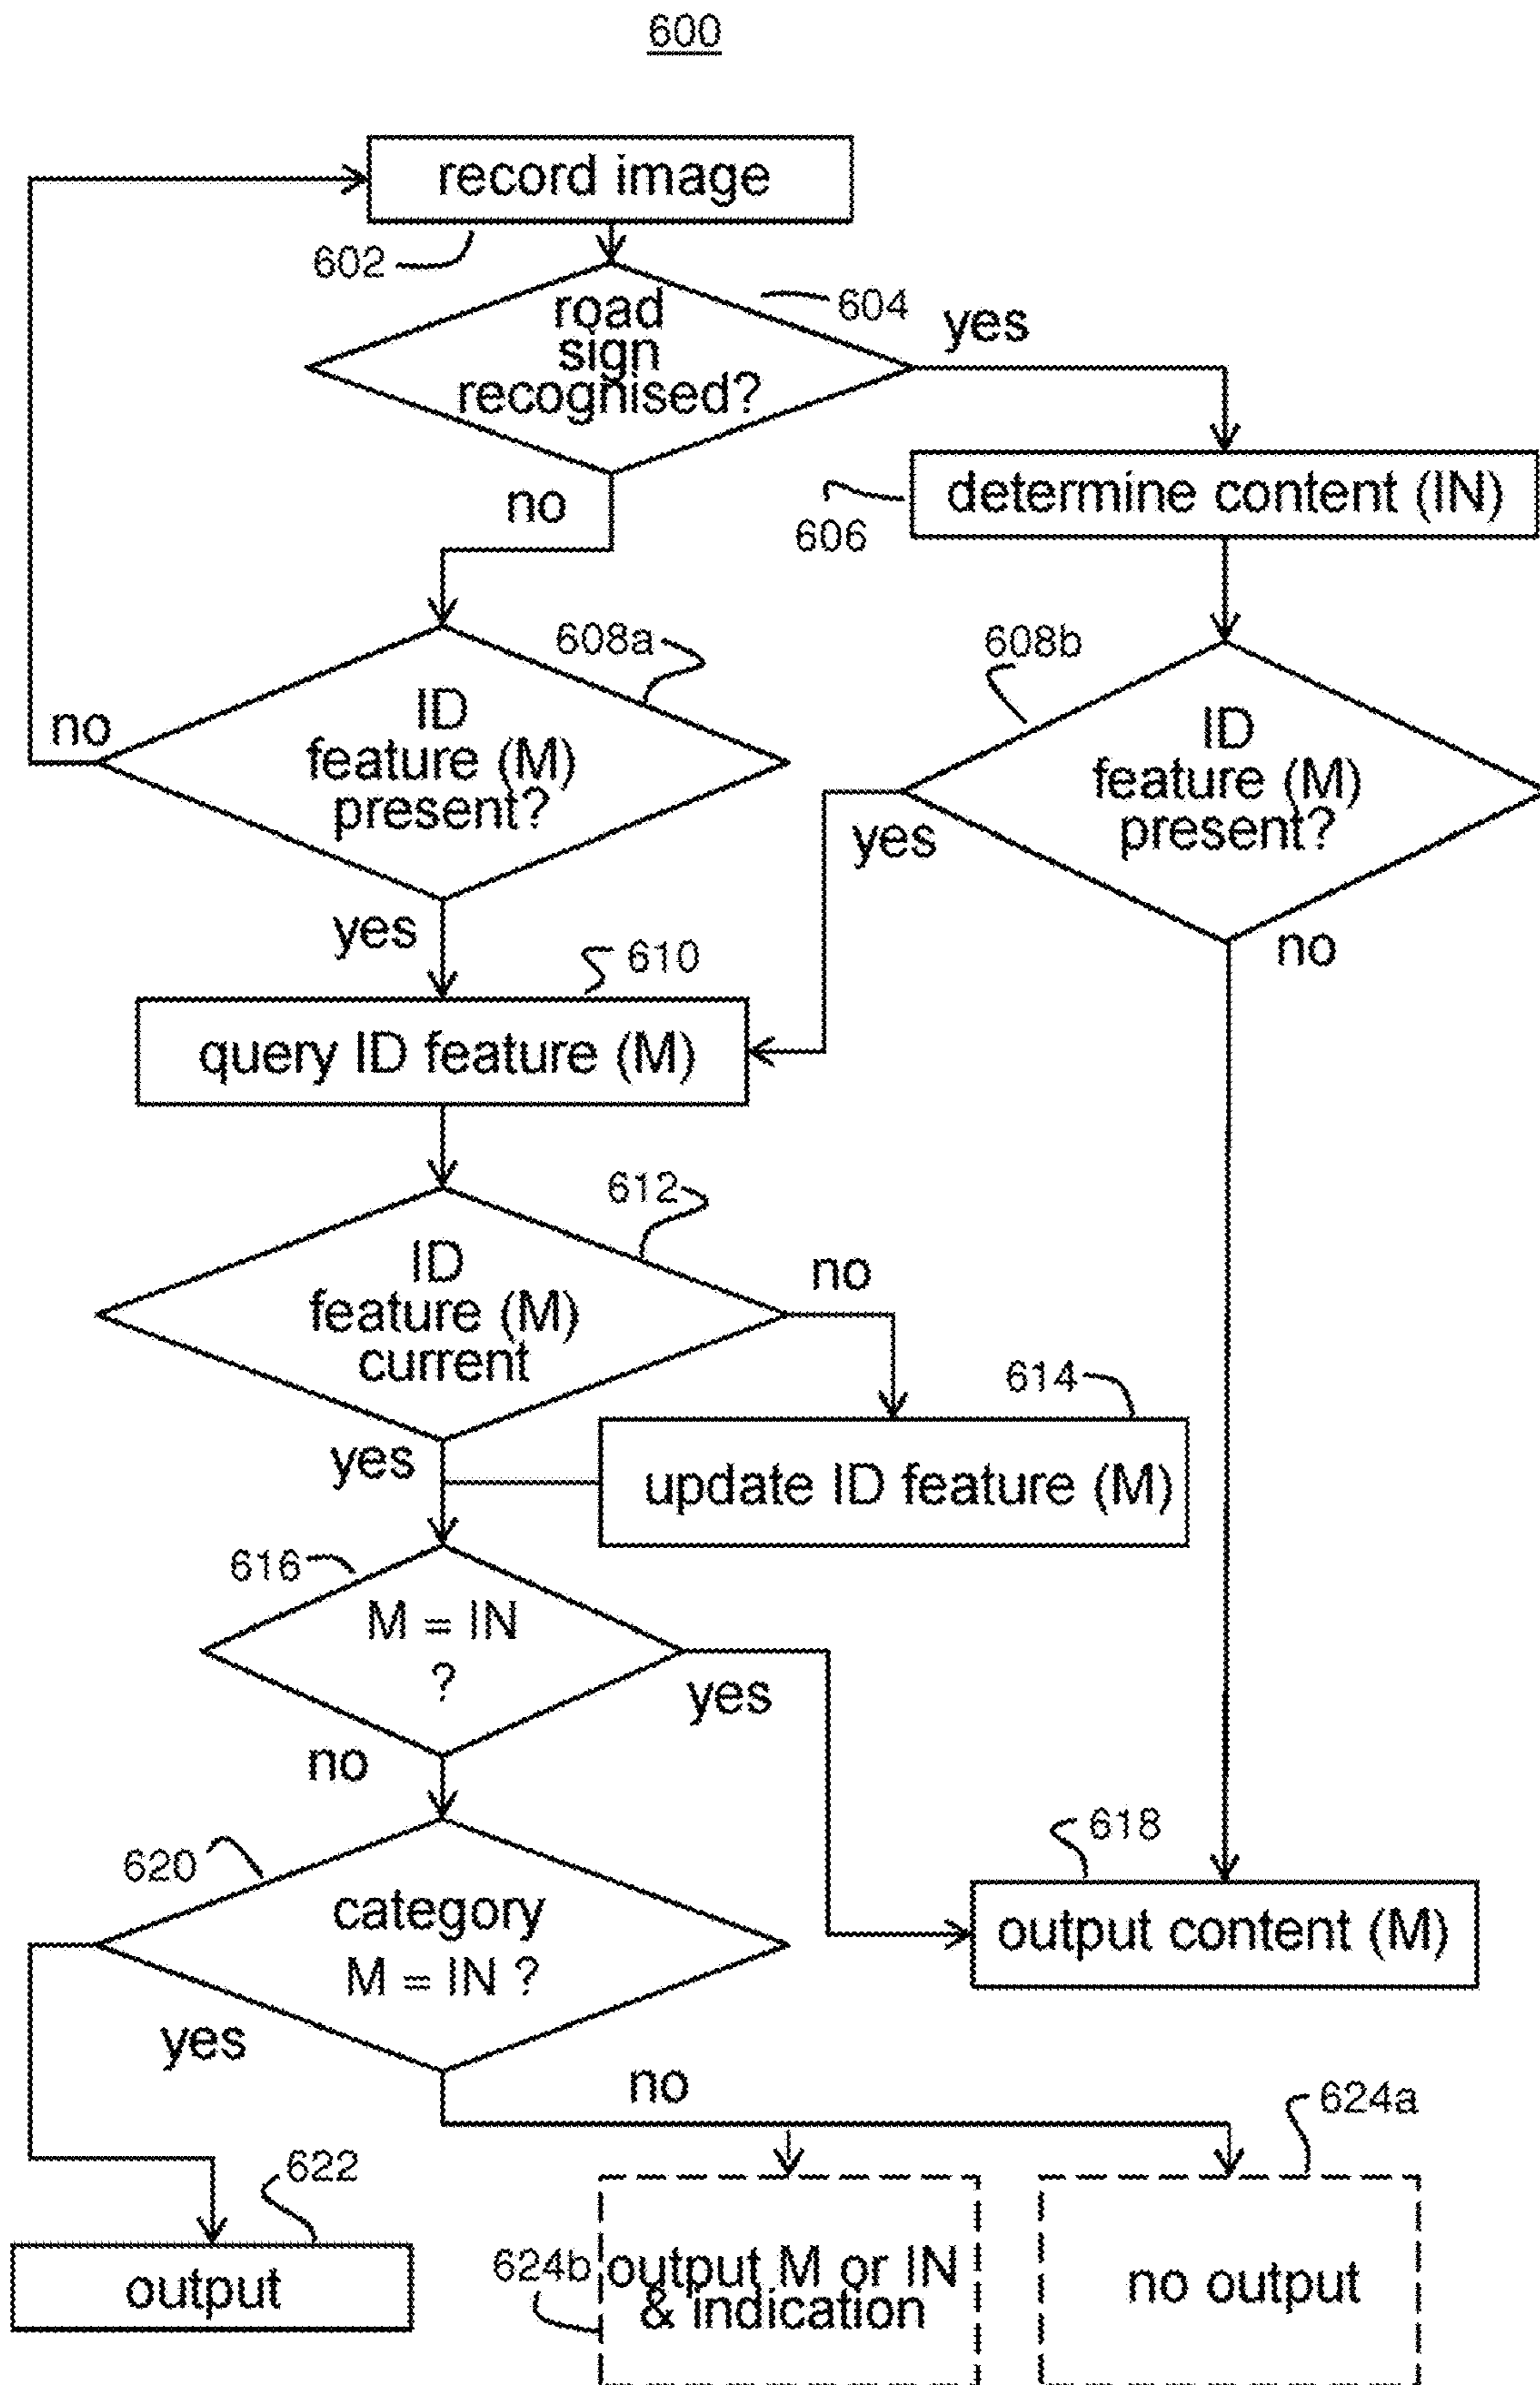 600
record image
602
road
sign
recognised?
604
yes
no
determine content (IN)
606
608a
ID
feature (M)
present?
no
yes
608b
ID
feature (M)
present?
yes
no
610
query ID feature (M)
612
ID
feature (M)
current
no
yes
614
update ID feature (M)
616
M = IN
?
yes
no
618
output content (M)
620
category
M = IN ?
yes
no
622
output
624b
output M or IN
& indication
624a
no output